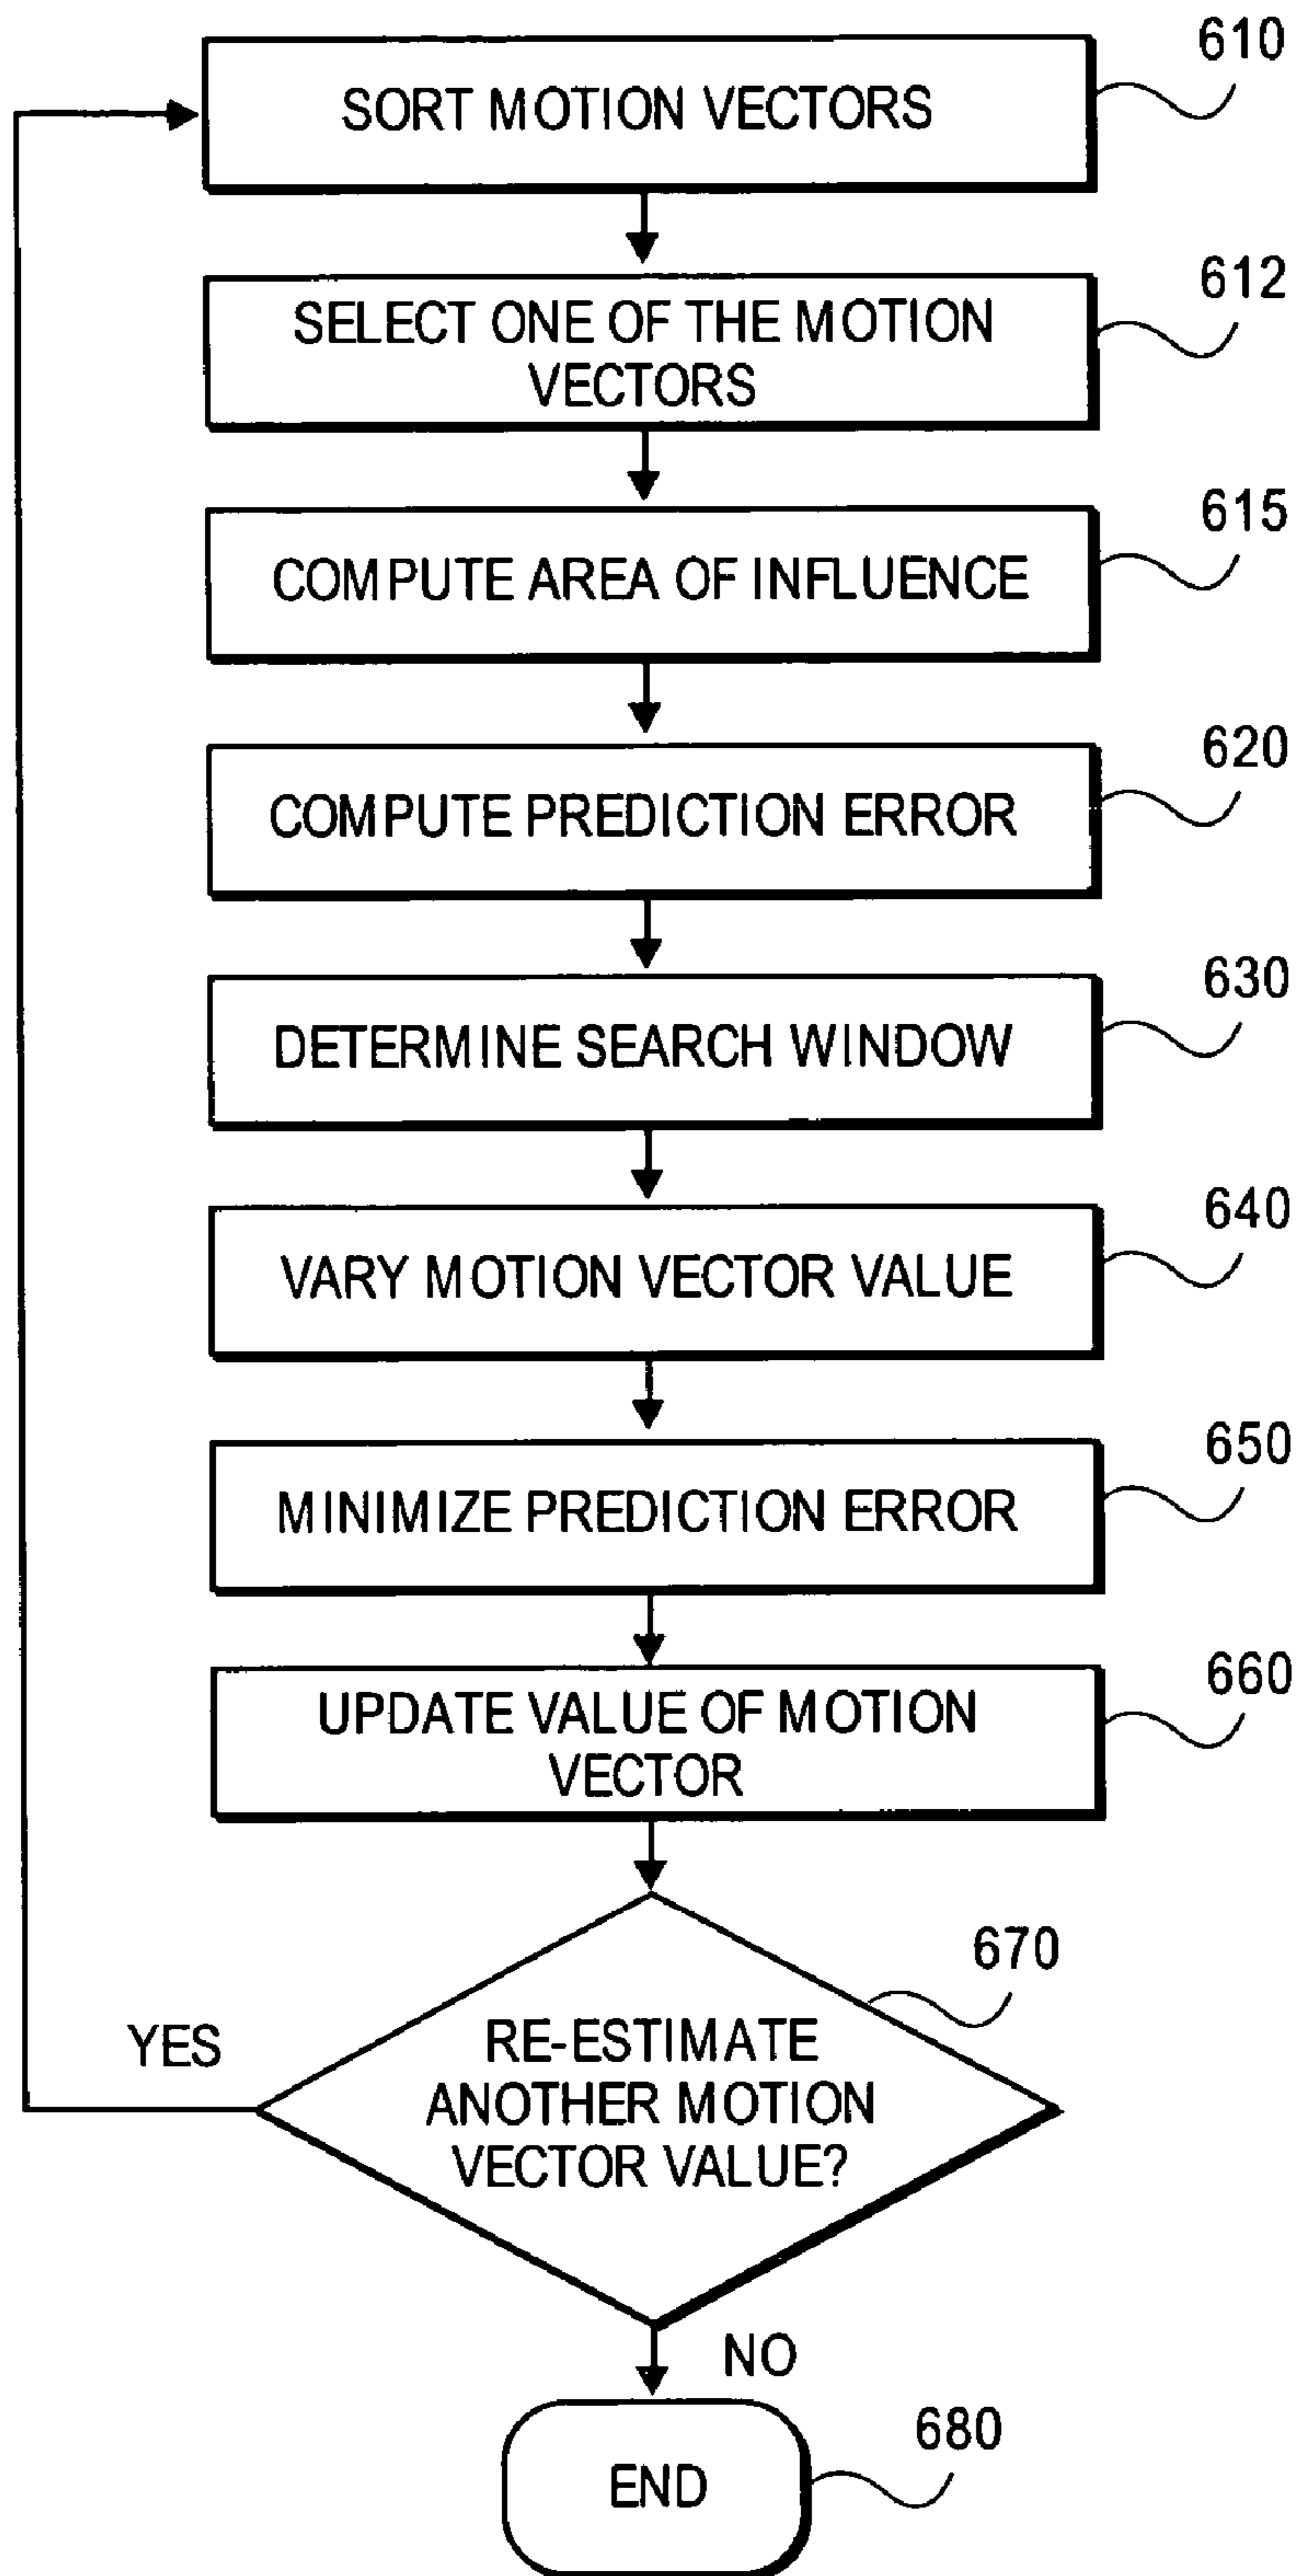 610
SORT MOTION VECTORS
612
SELECT ONE OF THE MOTION
VECTORS
615
COMPUTE AREA OF INFLUENCE
620
COMPUTE PREDICTION ERROR
630
DETERMINE SEARCH WINDOW
640
VARY MOTION VECTOR VALUE
650
MINIMIZE PREDICTION ERROR
660
UPDATE VALUE OF MOTION
VECTOR
670
YES
RE-ESTIMATE
ANOTHER MOTION
VECTOR VALUE?
NO
680
END